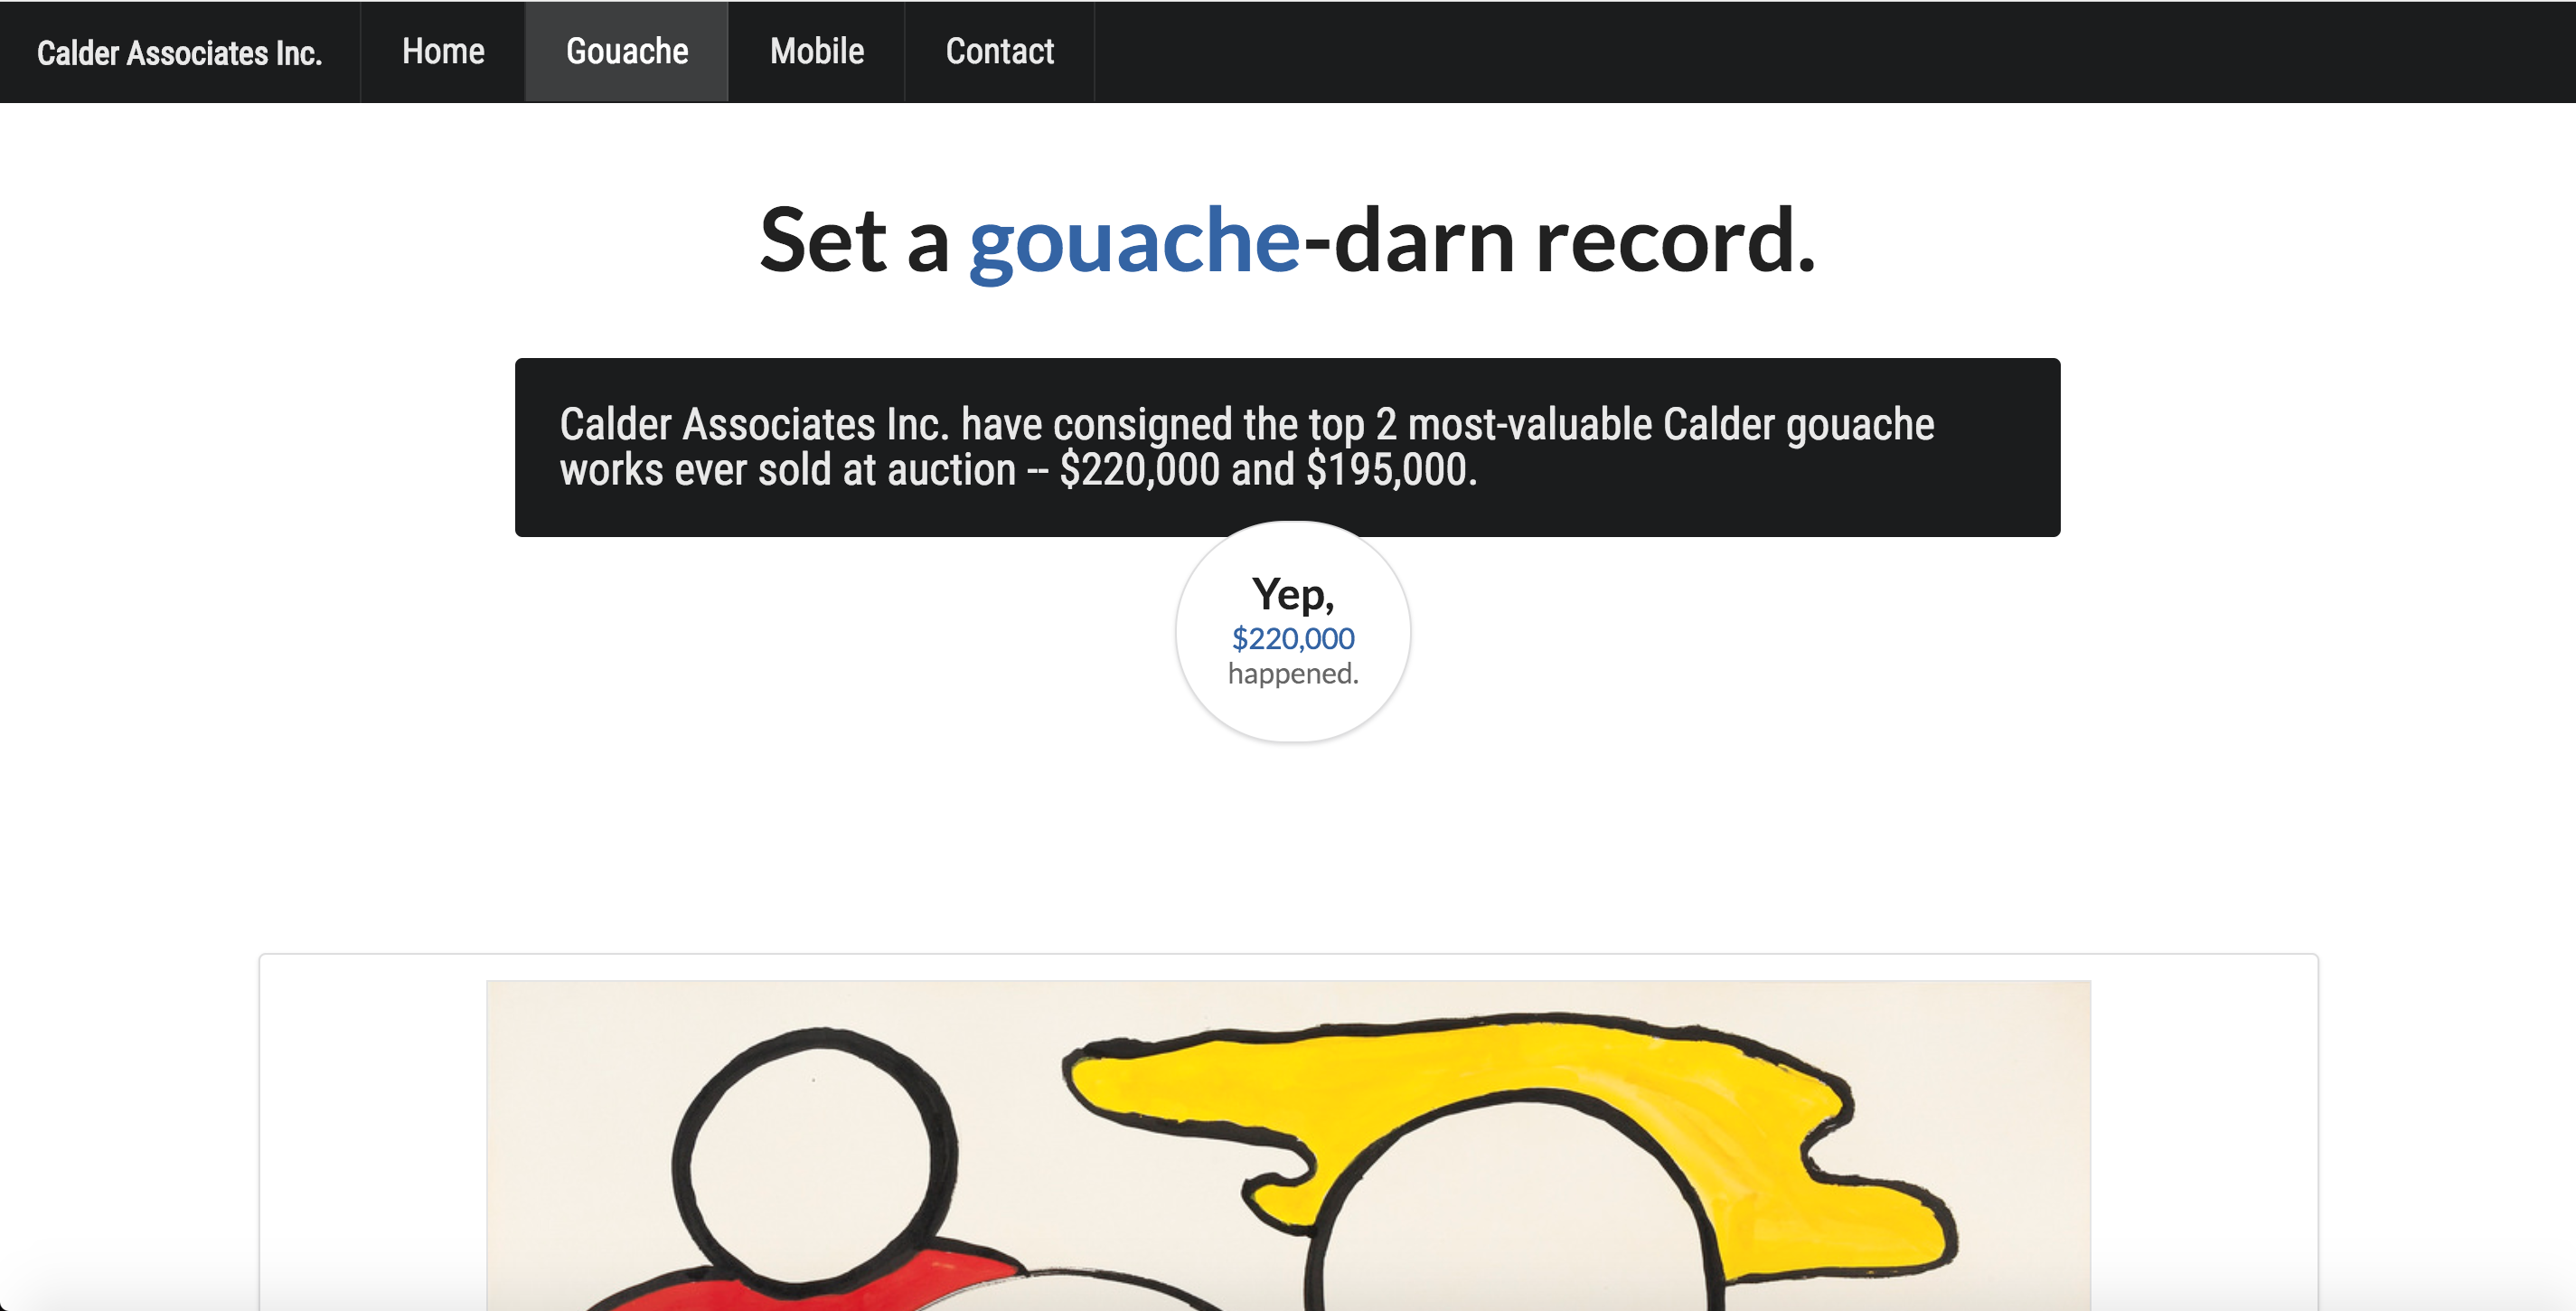 Calder Associates Inc. Home Gouache Mobile Contact
Set a gouache-darn record.
Calder Associates Inc. have consigned the top 2 most-valuable Calder gouache
works ever sold at auction -- $220,000 and $195,000.
Yep,
$220,000
happened.